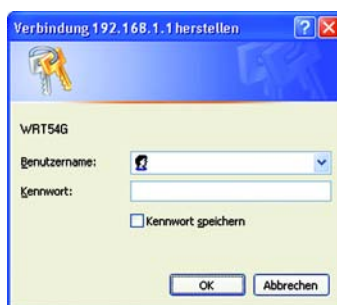 Verbindung 192.168.1.1 herstellen
WRT54G
Benutzername:
Kennwort:
Kennwort speichern
OK Abbrechen